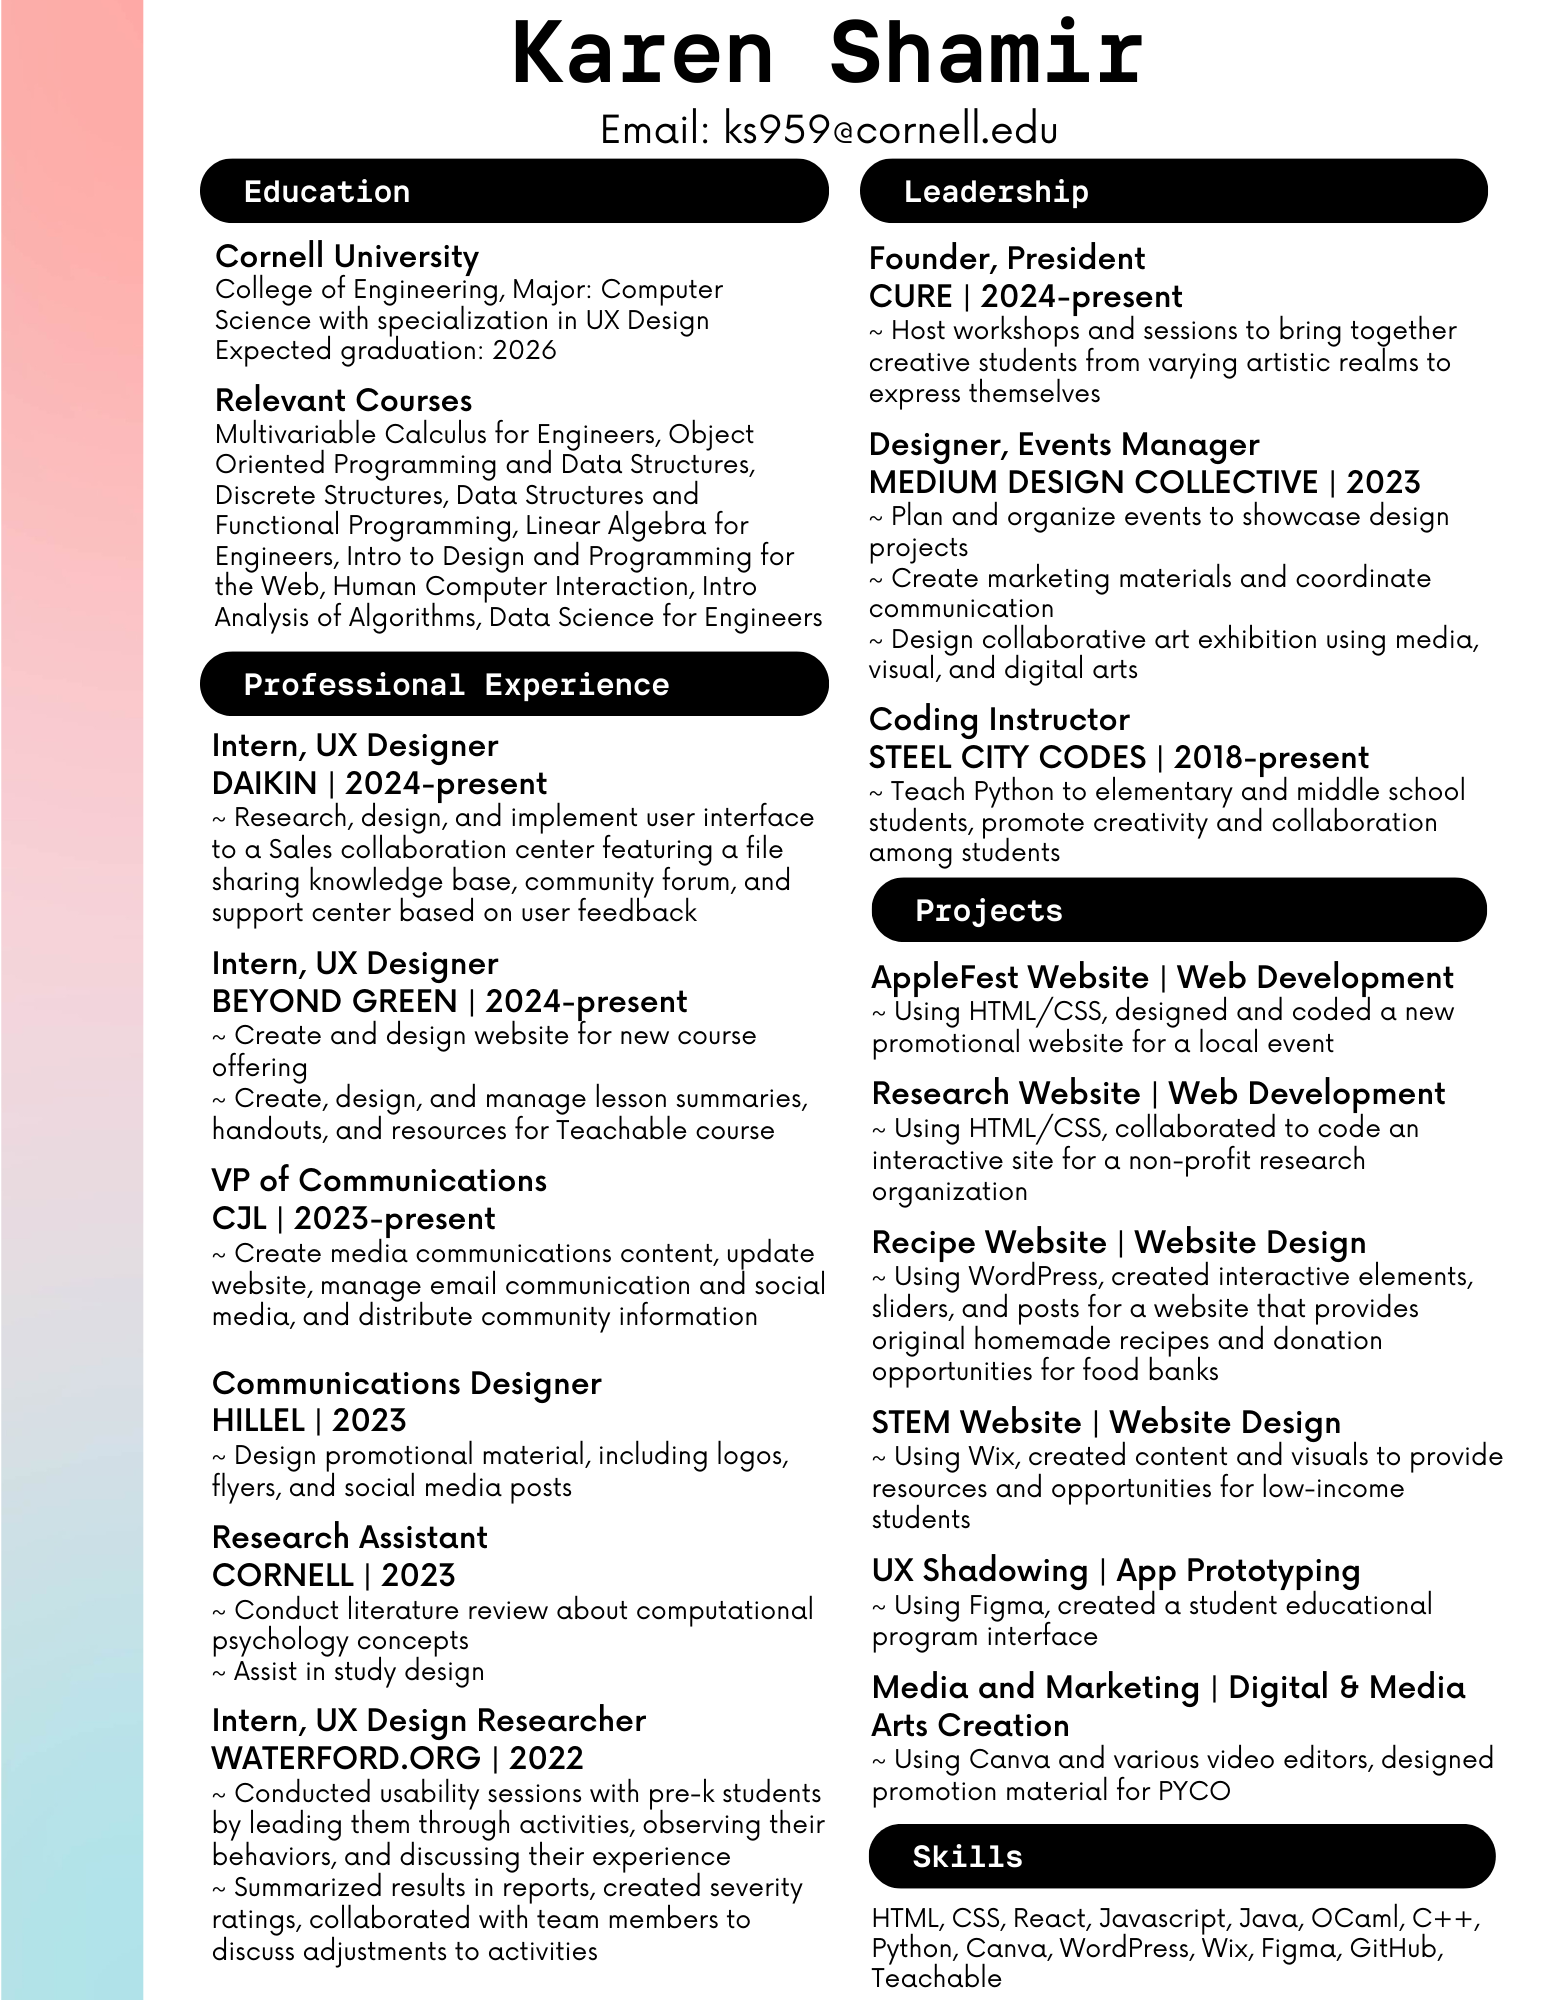 Karen Shamir
Email: ks959@cornell.edu
Education
Cornell University
College of Engineering, Major: Computer
Science with specialization in UX Design
Expected graduation: 2026
Relevant Courses
Multivariable Calculus for Engineers, Object
Oriented Programming and Data Structures,
Discrete Structures, Data Structures and
Functional Programming, Linear Algebra for
Engineers, Intro to Design and Programming for
the Web, Human Computer Interaction, Intro
Analysis of Algorithms, Data Science for Engineers
Professional Experience
Intern, UX Designer
DAIKIN | 2024-present
~ Research, design, and implement user interface
to a Sales collaboration center featuring a file
sharing knowledge base, community forum, and
support center based on user feedback
Intern, UX Designer
BEYOND GREEN | 2024-present
~ Create and design website for new course
offering
~ Create, design, and manage lesson summaries,
handouts, and resources for Teachable course
VP of Communications
CJL | 2023-present
~ Create media communications content, update
website, manage email communication and social
media, and distribute community information
Communications Designer
HILLEL | 2023
~ Design promotional material, including logos,
flyers, and social media posts
Research Assistant
CORNELL | 2023
~ Conduct literature review about computational
psychology concepts
~ Assist in study design
Intern, UX Design Researcher
WATERFORD.ORG | 2022
~ Conducted usability sessions with pre-k students
by leading them through activities, observing their
behaviors, and discussing their experience
~ Summarized results in reports, created severity
ratings, collaborated with team members to
discuss adjustments to activities
Leadership
Founder, President
CURE | 2024-present
~ Host workshops and sessions to bring together
creative students from varying artistic realms to
express themselves
Designer, Events Manager
MEDIUM DESIGN COLLECTIVE | 2023
~ Plan and organize events to showcase design
projects
~ Create marketing materials and coordinate
communication
~ Design collaborative art exhibition using media,
visual, and digital arts
Coding Instructor
STEEL CITY CODES | 2018-present
~ Teach Python to elementary and middle school
students, promote creativity and collaboration
among students
Projects
AppleFest Website | Web Development
~ Using HTML/CSS, designed and coded a new
promotional website for a local event
Research Website | Web Development
~ Using HTML/CSS, collaborated to code an
interactive site for a non-profit research
organization
Recipe Website | Website Design
~ Using WordPress, created interactive elements,
sliders, and posts for a website that provides
original homemade recipes and donation
opportunities for food banks
STEM Website | Website Design
~ Using Wix, created content and visuals to provide
resources and opportunities for low-income
students
UX Shadowing | App Prototyping
~ Using Figma, created a student educational
program interface
Media and Marketing | Digital & Media
Arts Creation
~ Using Canva and various video editors, designed
promotion material for PYCO
Skills
HTML, CSS, React, Javascript, Java, OCaml, C++,
Python, Canva, WordPress, Wix, Figma, GitHub,
Teachable